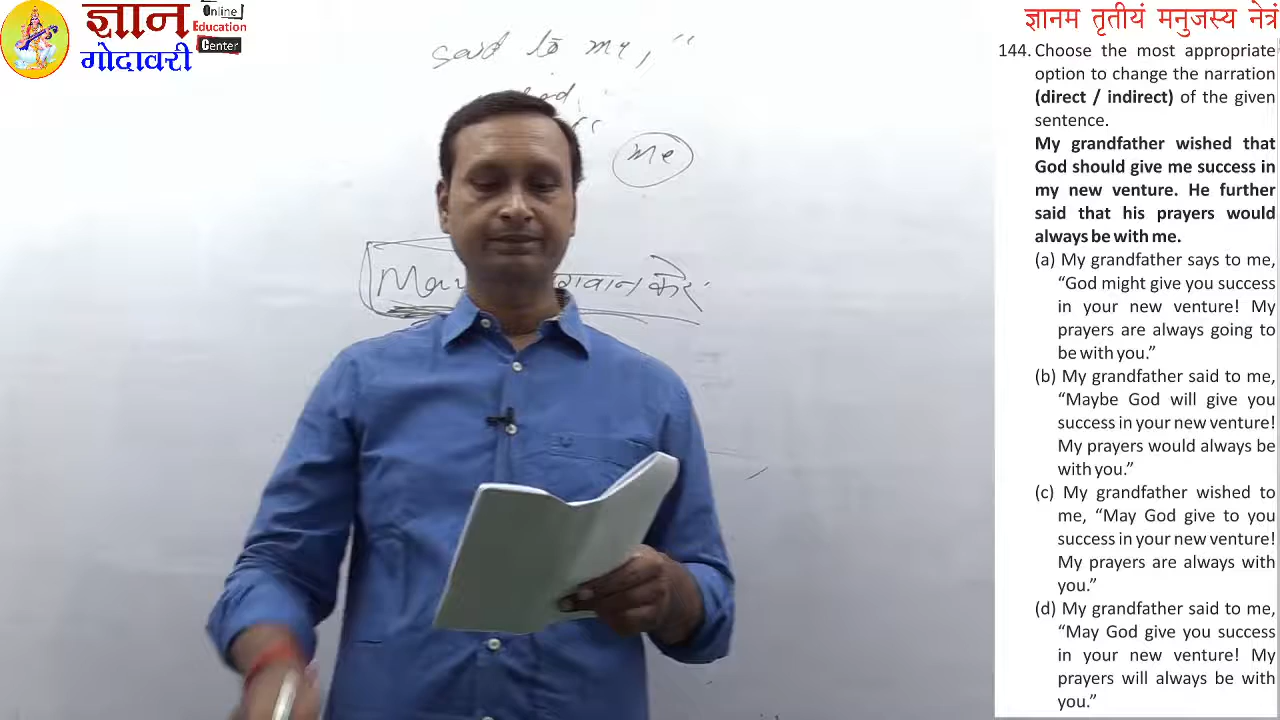 ज्ञान
Online
Education
Center
गोदावरी
said to me, "
me
भगवान करे
ज्ञानम तृतीयं मनुजस्य नेत्रं
144. Choose the most appropriate
option to change the narration
(direct / indirect) of the given
sentence.
My grandfather wished that
God should give me success in
my new venture. He further
said that his prayers would
always be with me.
(a) My grandfather says to me,
“God might give you success
in your new venture! My
prayers are always going to
be with you.”
(b) My grandfather said to me,
“Maybe God will give you
success in your new venture!
My prayers would always be
with you.”
(c) My grandfather wished to
me, “May God give to you
success in your new venture!
My prayers are always with
you.”
(d) My grandfather said to me,
“May God give you success
in your new venture! My
prayers will always be with
you.”